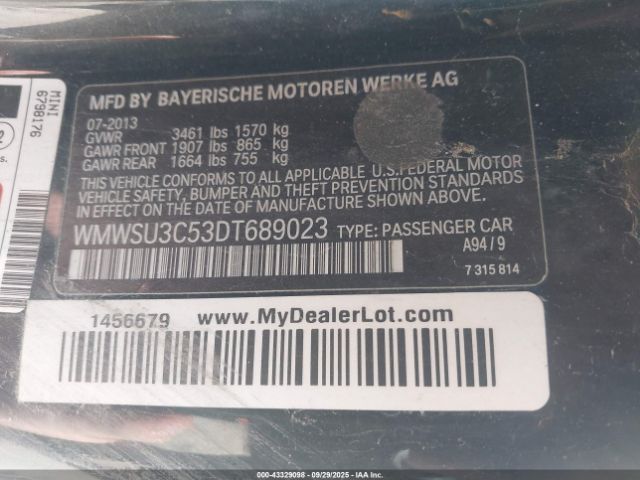 MFD BY BAYERISCHE MOTOREN WERKE AG
07-2013
GVWR 3461 lbs 1570 kg
GAWR FRONT 1907 lbs 865 kg
GAWR REAR 1664 lbs 755 kg
THIS VEHICLE CONFORMS TO ALL APPLICABLE U.S.FEDERAL MOTOR
VEHICLE SAFETY, BUMPER AND THEFT PREVENTION STANDARDS
IN EFFECT ON THE DATE OF MANUFACTURE SHOWN ABOVE.
WMWSU3C53DT689023 TYPE: PASSENGER CAR
A94 / 9
7 315 814
MINI
6798176
s.
1456679 www.MyDealerLot.com
000-43329098 - 09/29/2025 - IAA Inc.